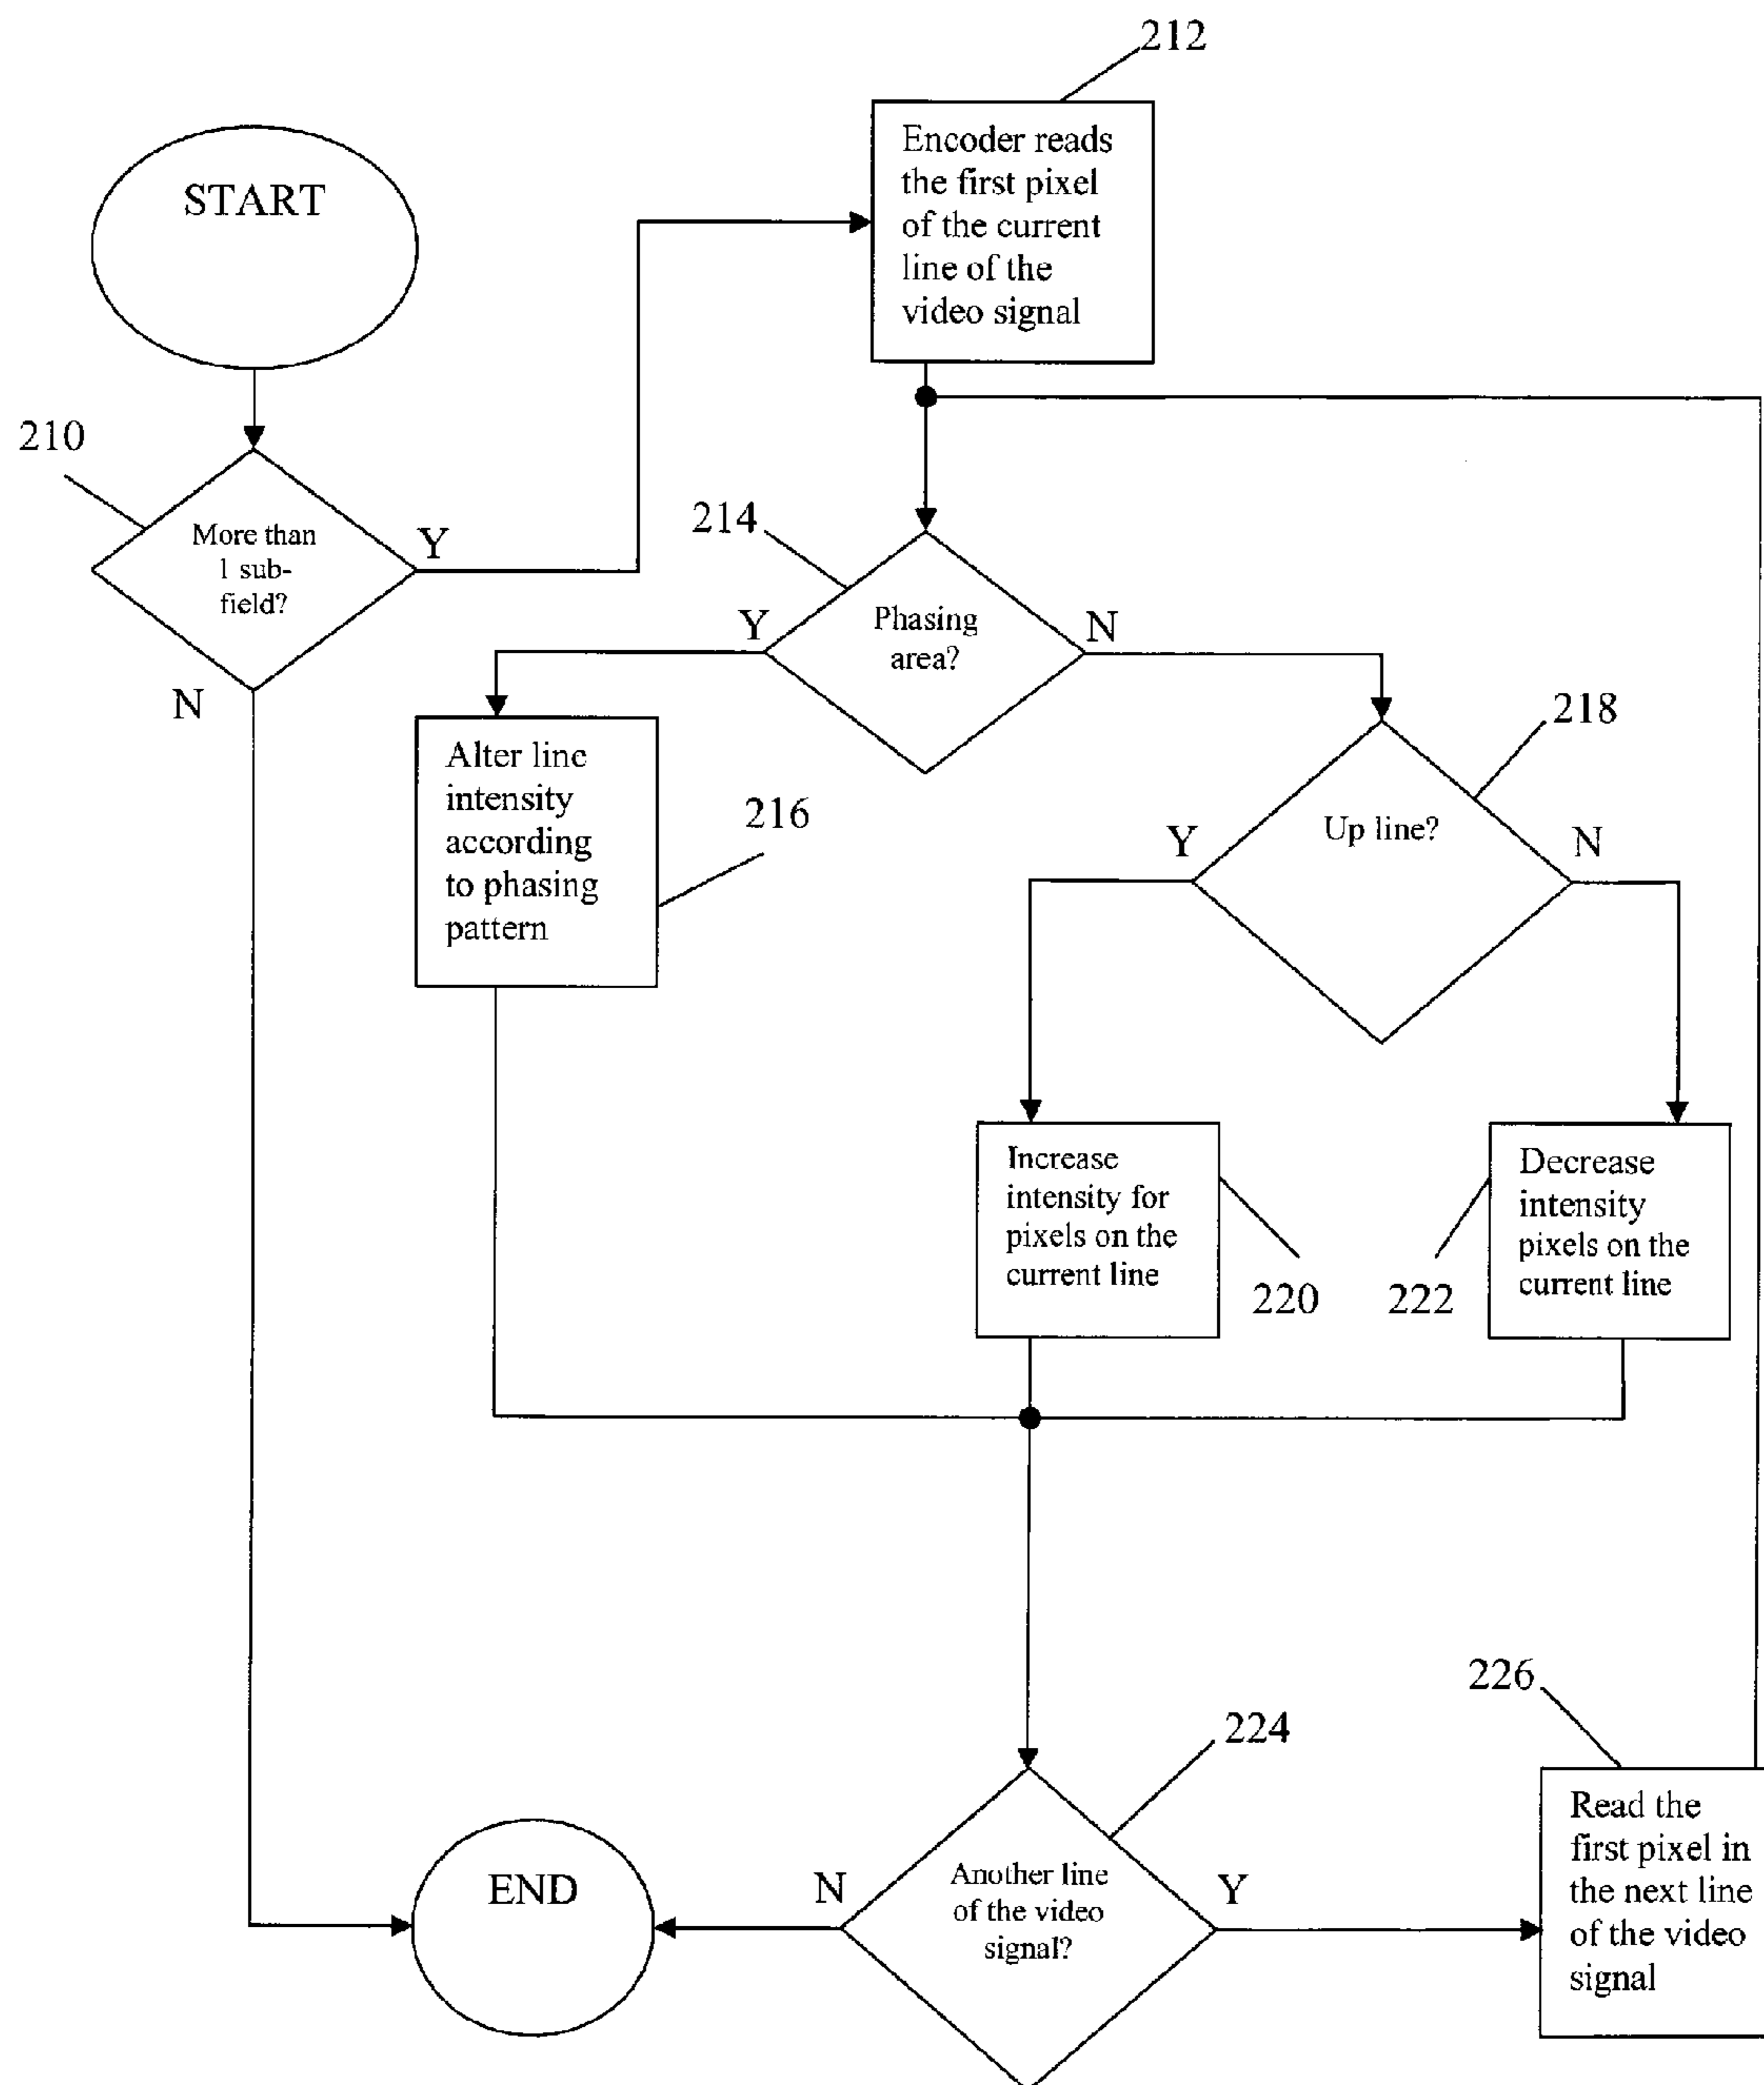 212
START
Encoder reads
the first pixel
of the current
line of the
video signal
210
More than
1 sub-
field?
Y
N
214
Phasing
area?
Y
N
Alter line
intensity
according
to phasing
pattern
216
218
Up line?
Y
N
Increase
intensity for
pixels on the
current line
220
Decrease
intensity
pixels on the
current line
222
224
Another line
of the video
signal?
N
Y
END
226
Read the
first pixel in
the next line
of the video
signal